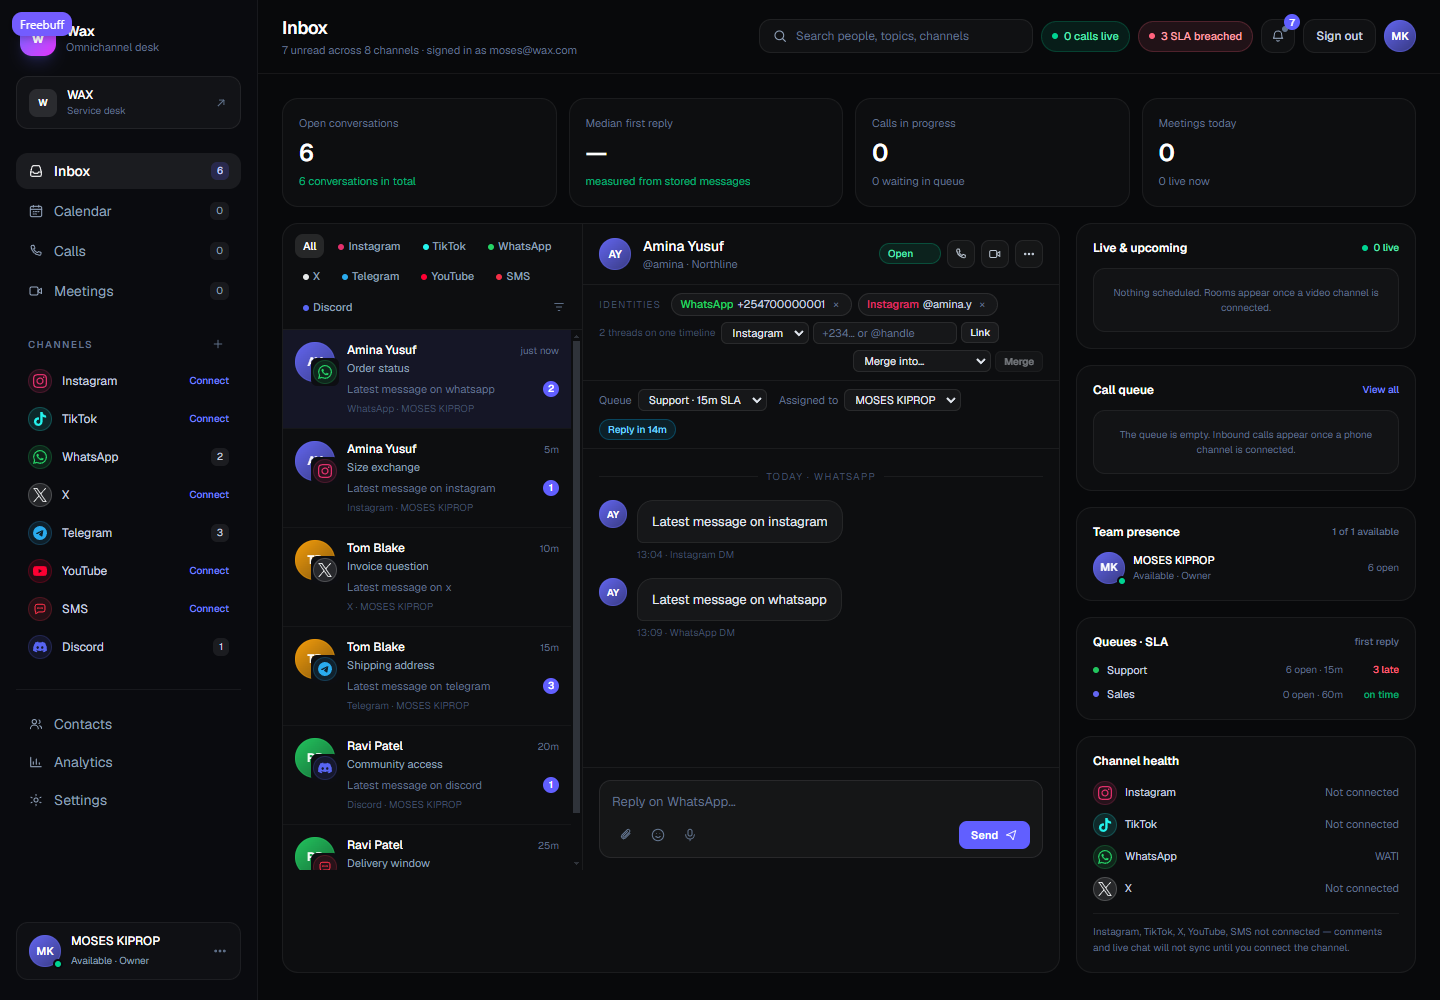 Freebuff
W
Wax
Omnichannel desk
W
WAX
Service desk
Inbox
6
Calendar
0
Calls
0
Meetings
0
CHANNELS
Instagram
Connect
TikTok
Connect
WhatsApp
2
X
Connect
Telegram
3
YouTube
Connect
SMS
Connect
Discord
1
Contacts
Analytics
Settings
MK
MOSES KIPROP
Available · Owner
Inbox
7 unread across 8 channels · signed in as moses@wax.com
Search people, topics, channels
0 calls live
3 SLA breached
7
Sign out
MK
Open conversations
6
6 conversations in total
Median first reply
—
measured from stored messages
Calls in progress
0
0 waiting in queue
Meetings today
0
0 live now
All
Instagram
TikTok
WhatsApp
X
Telegram
YouTube
SMS
Discord
Amina Yusuf
just now
Order status
Latest message on whatsapp
2
WhatsApp · MOSES KIPROP
Amina Yusuf
5m
Size exchange
Latest message on instagram
1
Instagram · MOSES KIPROP
Tom Blake
10m
Invoice question
Latest message on x
X · MOSES KIPROP
Tom Blake
15m
Shipping address
Latest message on telegram
3
Telegram · MOSES KIPROP
Ravi Patel
20m
Community access
Latest message on discord
1
Discord · MOSES KIPROP
Ravi Patel
25m
Delivery window
AY
Amina Yusuf
@amina · Northline
Open
IDENTITIES
WhatsApp +254700000001 ×
Instagram @amina.y ×
2 threads on one timeline
Instagram
+234… or @handle
Link
Merge into…
Merge
Queue
Support · 15m SLA
Assigned to
MOSES KIPROP
Reply in 14m
TODAY · WHATSAPP
AY
Latest message on instagram
13:04 · Instagram DM
AY
Latest message on whatsapp
13:09 · WhatsApp DM
Reply on WhatsApp…
Send
Live & upcoming
0 live
Nothing scheduled. Rooms appear once a video channel is
connected.
Call queue
View all
The queue is empty. Inbound calls appear once a phone
channel is connected.
Team presence
1 of 1 available
MK
MOSES KIPROP
Available · Owner
6 open
Queues · SLA
first reply
Support
6 open · 15m
3 late
Sales
0 open · 60m
on time
Channel health
Instagram
Not connected
TikTok
Not connected
WhatsApp
WATI
X
Not connected
Instagram, TikTok, X, YouTube, SMS not connected — comments
and live chat will not sync until you connect the channel.